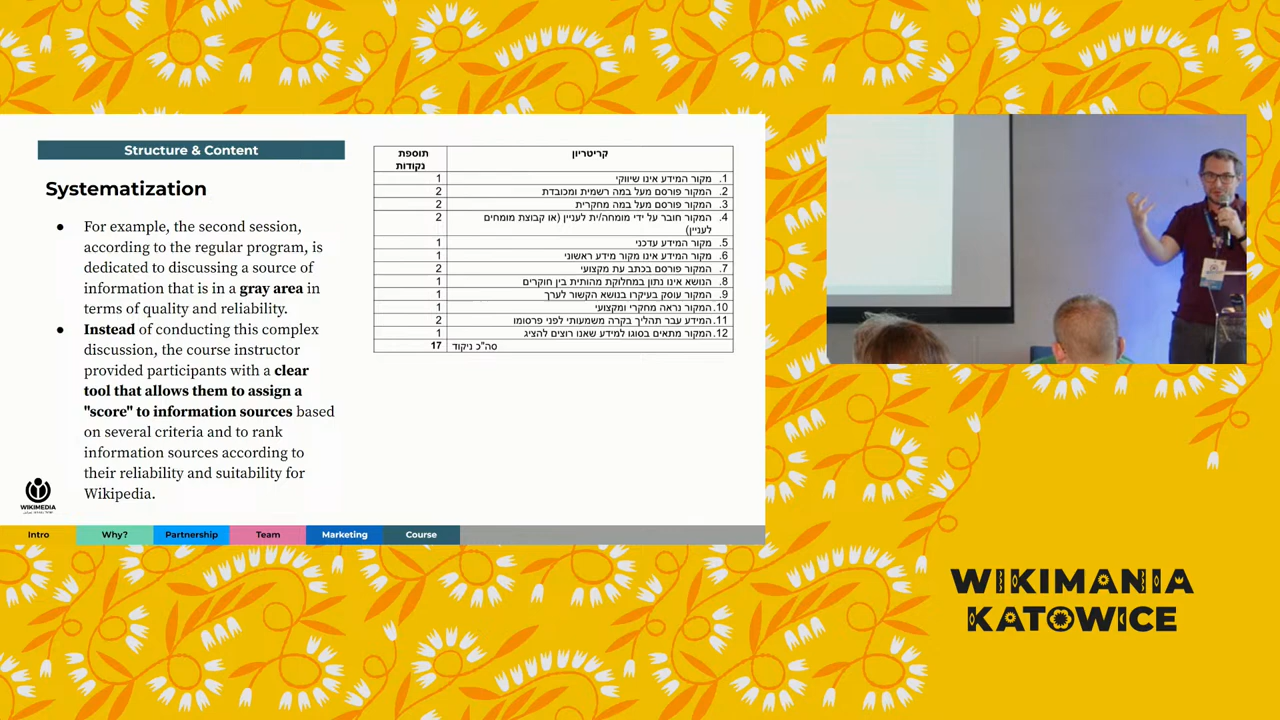 Structure & Content
Systematization
● For example, the second session,
according to the regular program, is
dedicated to discussing a source of
information that is in a gray area in
terms of quality and reliability.
● Instead of conducting this complex
discussion, the course instructor
provided participants with a clear
tool that allows them to assign a
"score" to information sources based
on several criteria and to rank
information sources according to
their reliability and suitability for
Wikipedia.
קריטריון תוספת
נקודות
1. מקור המידע אינו שיווקי 1
2. המקור פורסם מעל במה רשמית ומכובדת 2
3. המקור פורסם מעל במה מחקרית 2
4. המקור חובר על ידי מומחה/ית לעניין (או קבוצת מומחים 2
לעניין)
5. מקור המידע עדכני 1
6. מקור המידע אינו מקור מידע ראשוני 1
7. המקור פורסם בכתב עת מקצועי 2
8. הנושא אינו נתון במחלוקת מהותית בין חוקרים 1
9. המקור עוסק בעיקרו בנושא הקשור לערך 1
10. המקור נראה מחקרי ומקצועי 1
11. המידע עבר תהליך בקרה משמעותי לפני פרסומו 2
12. המקור מתאים בסוגו למידע שאנו רוצים להציג 1
סה"כ ניקוד 17
WIKIMEDIA
Intro Why? Partnership Team Marketing Course
WIKIMANIA
KATOWICE